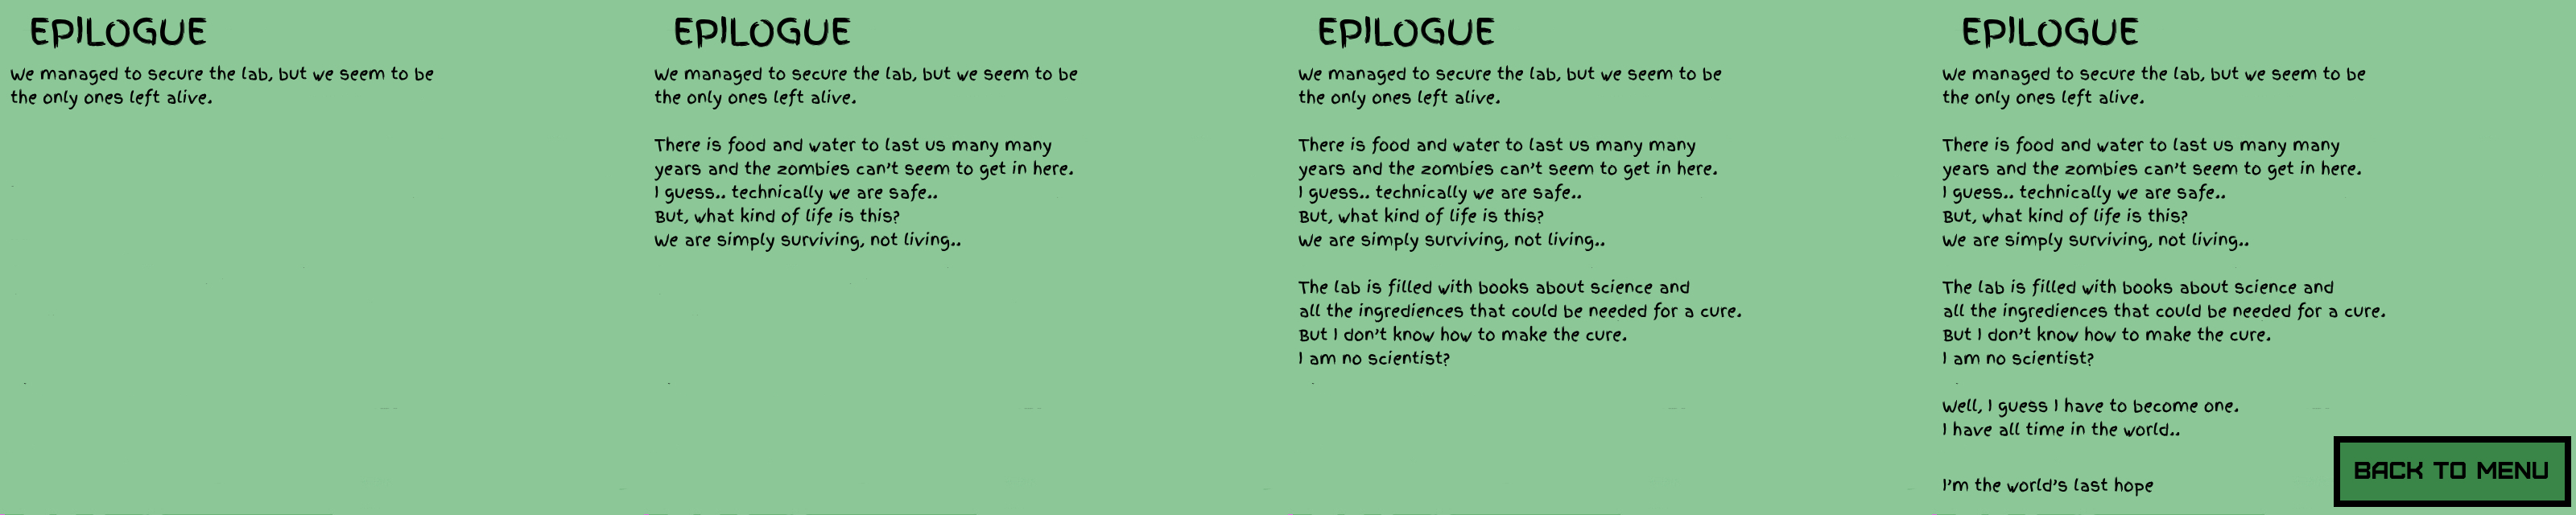 EPILOGUE
We managed to secure the lab, but we seem to be
the only ones left alive.
EPILOGUE
We managed to secure the lab, but we seem to be
the only ones left alive.
There is food and water to last us many many
years and the zombies can't seem to get in here.
I guess.. technically we are safe..
But, what kind of life is this?
We are simply surviving, not living..
EPILOGUE
We managed to secure the lab, but we seem to be
the only ones left alive.
There is food and water to last us many many
years and the zombies can't seem to get in here.
I guess.. technically we are safe..
But, what kind of life is this?
We are simply surviving, not living..
The lab is filled with books about science and
all the ingrediences that could be needed for a cure.
But I don't know how to make the cure.
I am no scientist?
EPILOGUE
We managed to secure the lab, but we seem to be
the only ones left alive.
There is food and water to last us many many
years and the zombies can't seem to get in here.
I guess.. technically we are safe..
But, what kind of life is this?
We are simply surviving, not living..
The lab is filled with books about science and
all the ingrediences that could be needed for a cure.
But I don't know how to make the cure.
I am no scientist?
Well, I guess I have to become one.
I have all time in the world..
I'm the world's last hope
BACK TO MENU